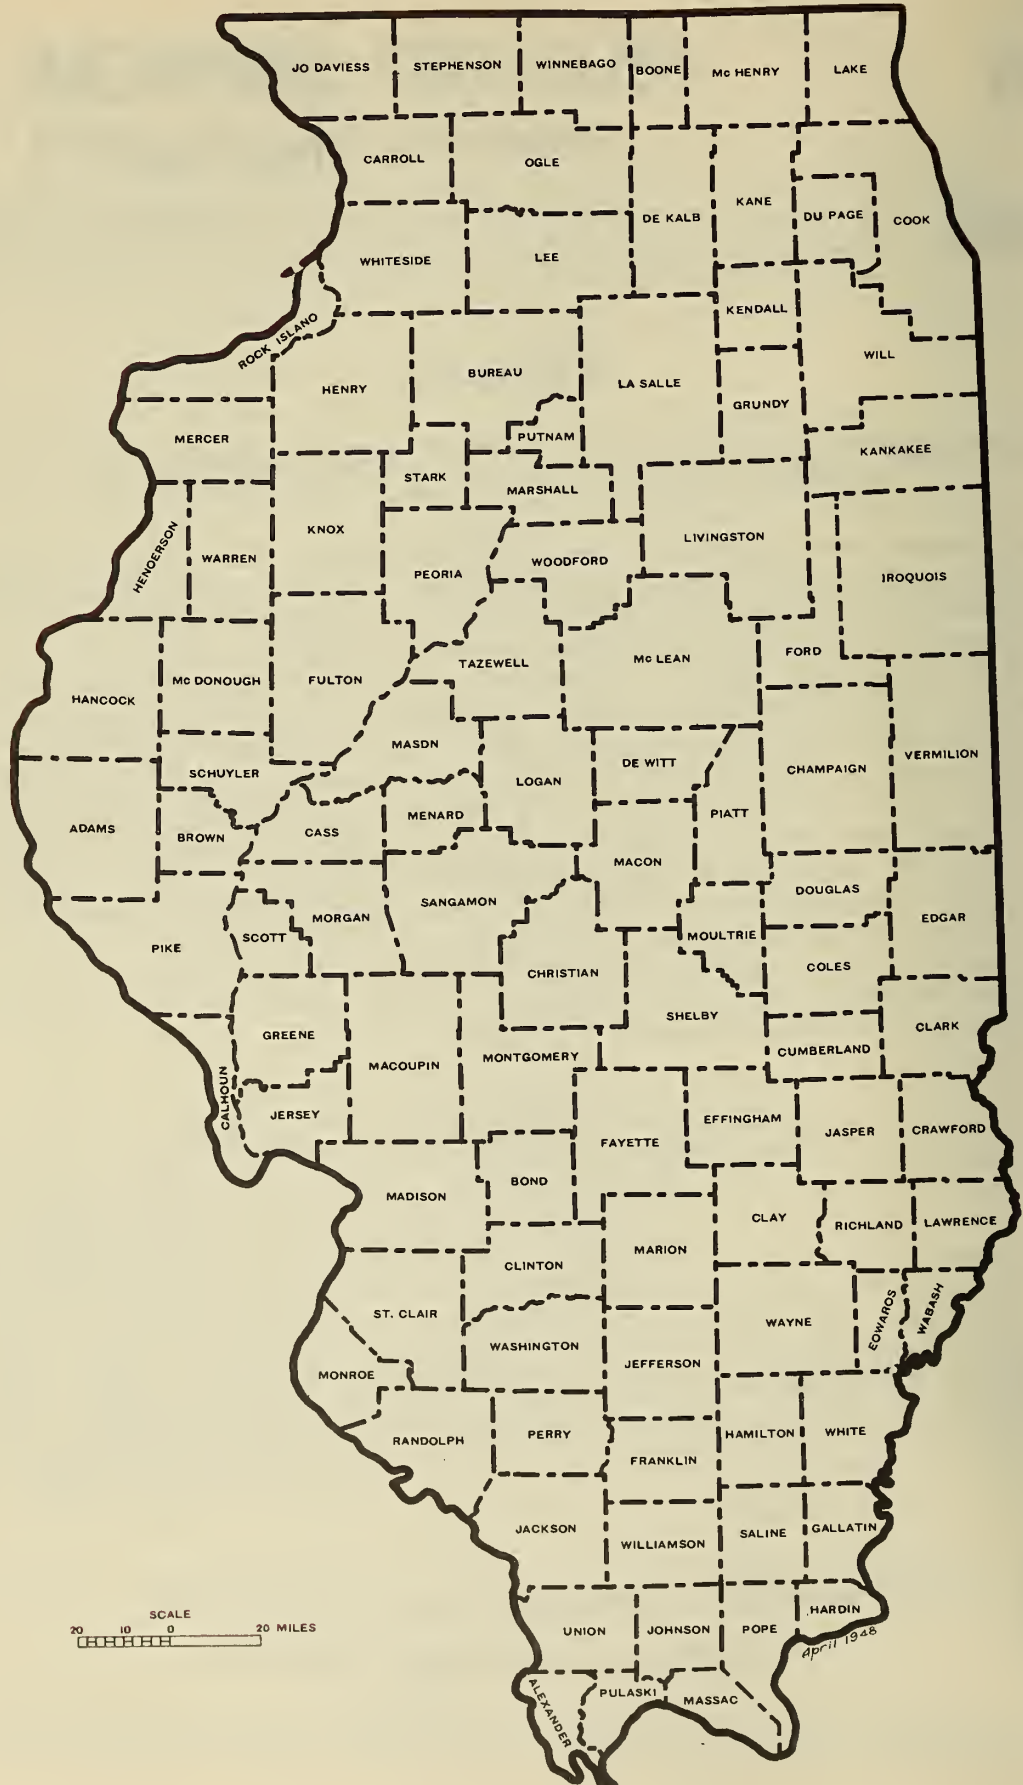 JO DAVIESS
STEPHENSON
WINNEBAGO
BOONE
Mc HENRY
LAKE
CARROLL
OGLE
DE KALB
KANE
DU PAGE
COOK
WHITESIDE
LEE
KENDALL
ROCK ISLAND
HENRY
BUREAU
LA SALLE
GRUNDY
WILL
MERCER
PUTNAM
KANKAKEE
STARK
MARSHALL
HENDERSON
WARREN
KNOX
PEORIA
WOODFORD
LIVINGSTON
IROQUOIS
HANCOCK
Mc DONOUGH
FULTON
TAZEWELL
Mc LEAN
FORD
SCHUYLER
MASON
LOGAN
DE WITT
CHAMPAIGN
VERMILION
ADAMS
BROWN
CASS
MENARD
PIATT
MACON
PIKE
SCOTT
MORGAN
SANGAMON
DOUGLAS
EDGAR
MOULTRIE
CHRISTIAN
COLES
GREENE
SHELBY
CLARK
CALHOUN
MACOUPIN
MONTGOMERY
CUMBERLAND
JERSEY
FAYETTE
EFFINGHAM
JASPER
CRAWFORD
MADISON
BOND
CLAY
RICHLAND
LAWRENCE
MARION
CLINTON
ST. CLAIR
WAYNE
EDWARDS
WABASH
WASHINGTON
JEFFERSON
MONROE
RANDOLPH
PERRY
FRANKLIN
HAMILTON
WHITE
JACKSON
WILLIAMSON
SALINE
GALLATIN
UNION
JOHNSON
POPE
HARDIN
April 1948
SCALE
20 10 0 20 MILES
ALEXANDER
PULASKI
MASSAC